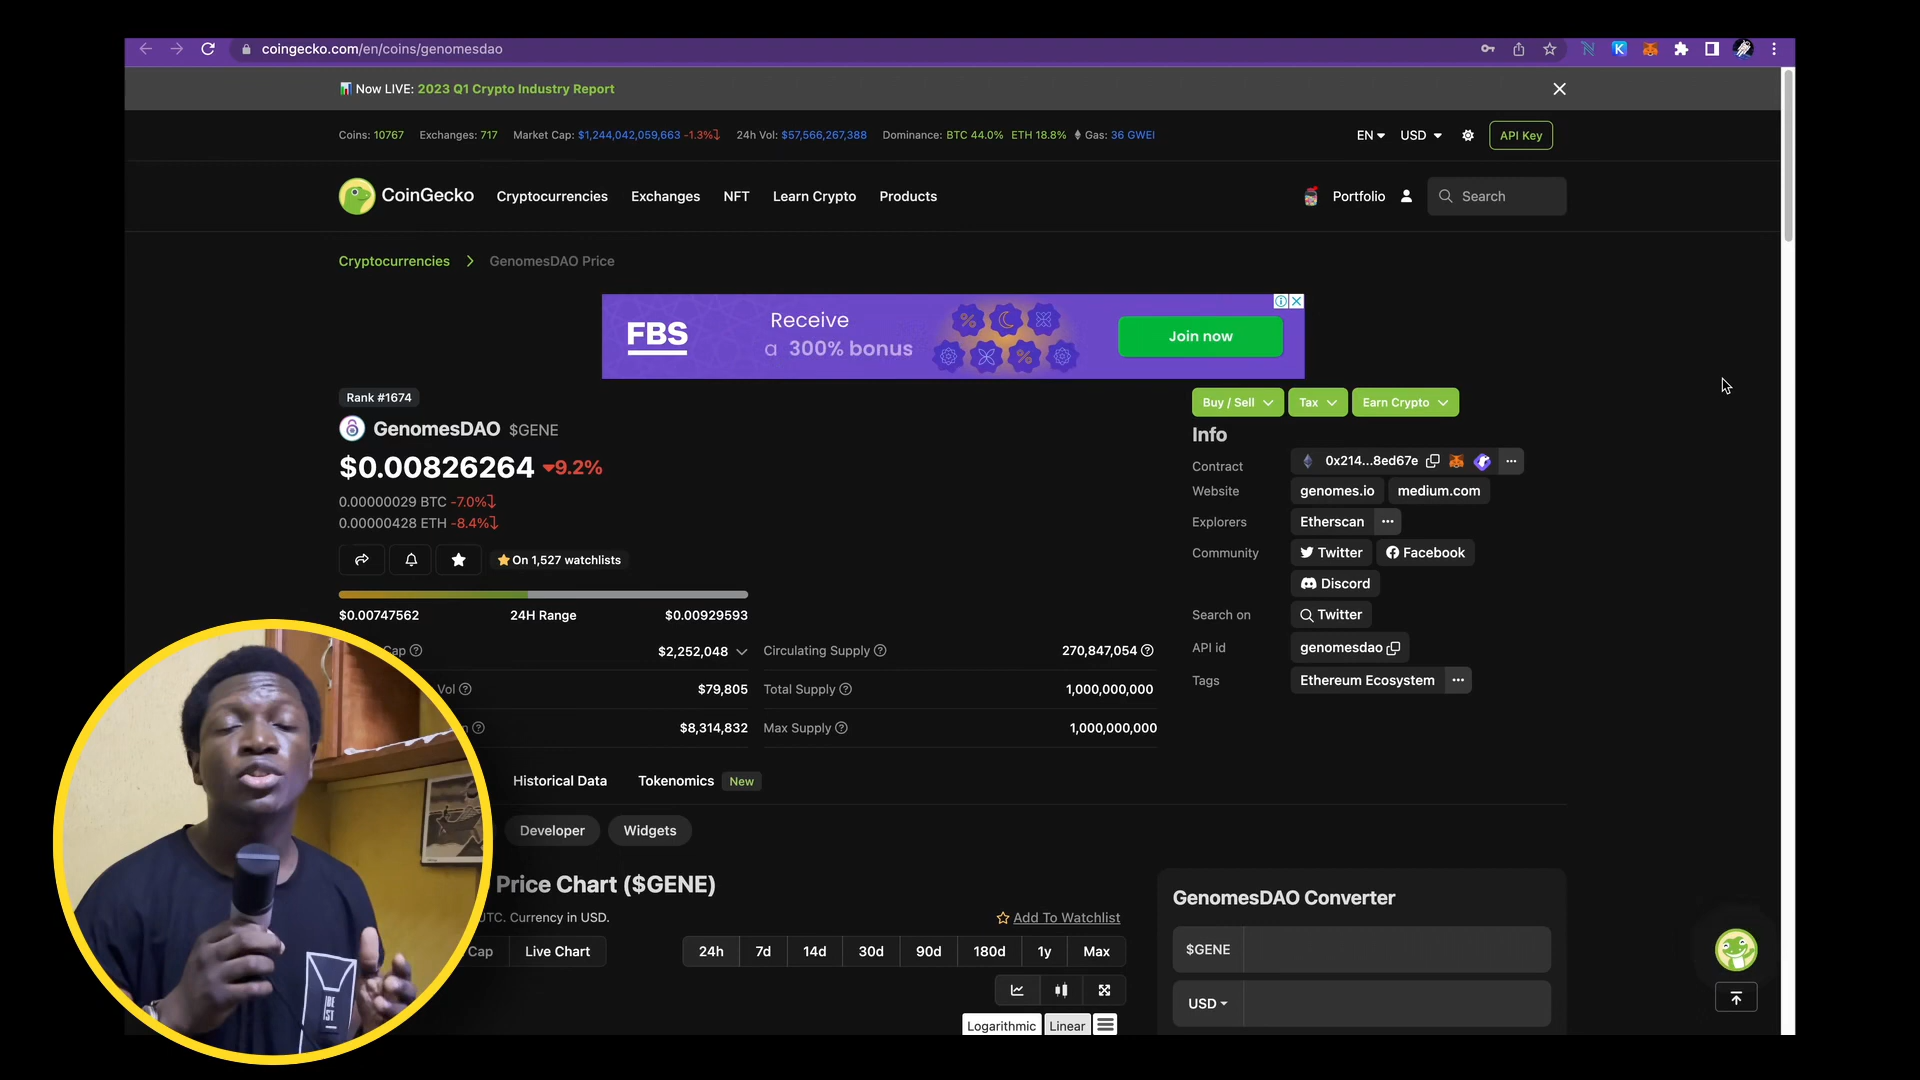 coingecko.com/en/coins/genomesdao
Now LIVE: 2023 Q1 Crypto Industry Report
Coins: 10767 Exchanges: 717 Market Cap: $1,244,042,059,663 -1.3% 24h Vol: $57,566,267,388 Dominance: BTC 44.0% ETH 18.8% Gas: 36 GWEI
EN USD API Key
CoinGecko Cryptocurrencies Exchanges NFT Learn Crypto Products Portfolio Search
Cryptocurrencies GenomesDAO Price
FBS
Receive
a 300% bonus
Join now
Rank #1674
GenomesDAO $GENE
$0.00826264 9.2%
0.00000029 BTC -7.0%
0.00000428 ETH -8.4%
On 1,527 watchlists
$0.00747562 24H Range $0.00929593
Cap $2,252,048
Vol $79,805
$8,314,832
Circulating Supply 270,847,054
Total Supply 1,000,000,000
Max Supply 1,000,000,000
Buy / Sell Tax Earn Crypto
Info
Contract 0x214...8ed67e
Website genomes.io medium.com
Explorers Etherscan
Community Twitter Facebook
Discord
Search on Twitter
API id genomesdao
Tags Ethereum Ecosystem
Historical Data Tokenomics New
Developer Widgets
Price Chart ($GENE)
UTC. Currency in USD.
Add To Watchlist
Cap Live Chart 24h 7d 14d 30d 90d 180d 1y Max
Logarithmic Linear
GenomesDAO Converter
$GENE
USD